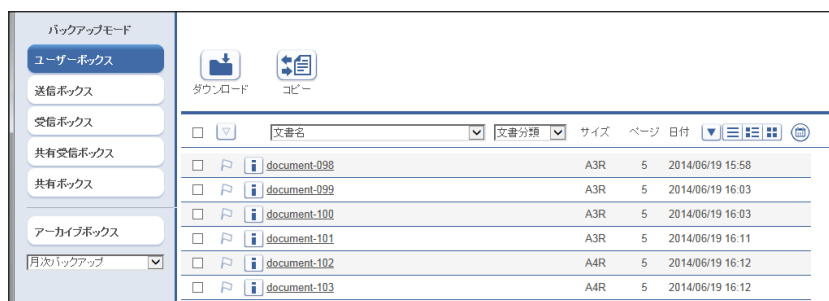 バックアップモード
ユーザーボックス
送信ボックス
受信ボックス
共有受信ボックス
共有ボックス
アーカイブボックス
月次バックアップ
ダウンロード
コピー
文書名
文書分類
サイズ
ページ
日付
document-098 A3R 5 2014/06/19 15:58
document-099 A3R 5 2014/06/19 16:03
document-100 A3R 5 2014/06/19 16:03
document-101 A3R 5 2014/06/19 16:11
document-102 A4R 5 2014/06/19 16:12
document-103 A4R 5 2014/06/19 16:12